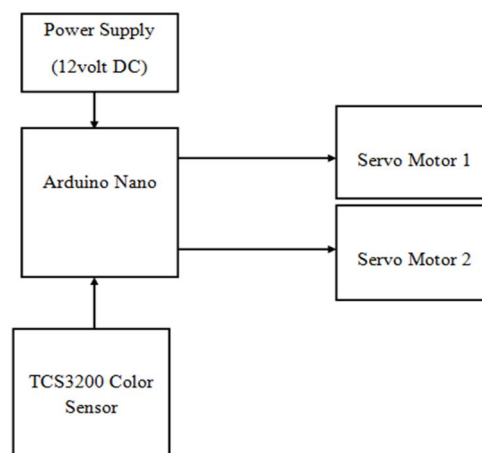 Power Supply
(12volt DC)
Arduino Nano
Servo Motor 1
Servo Motor 2
TCS3200 Color
Sensor